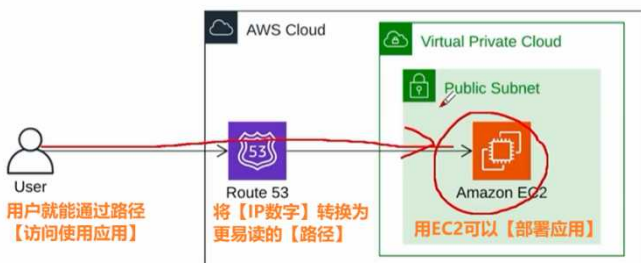 AWS Cloud
Virtual Private Cloud
Public Subnet
53
User
Route 53
Amazon EC2
用户就能通过路径
【访问使用应用】
将【IP数字】转换为
更易读的【路径】
用EC2可以【部署应用】